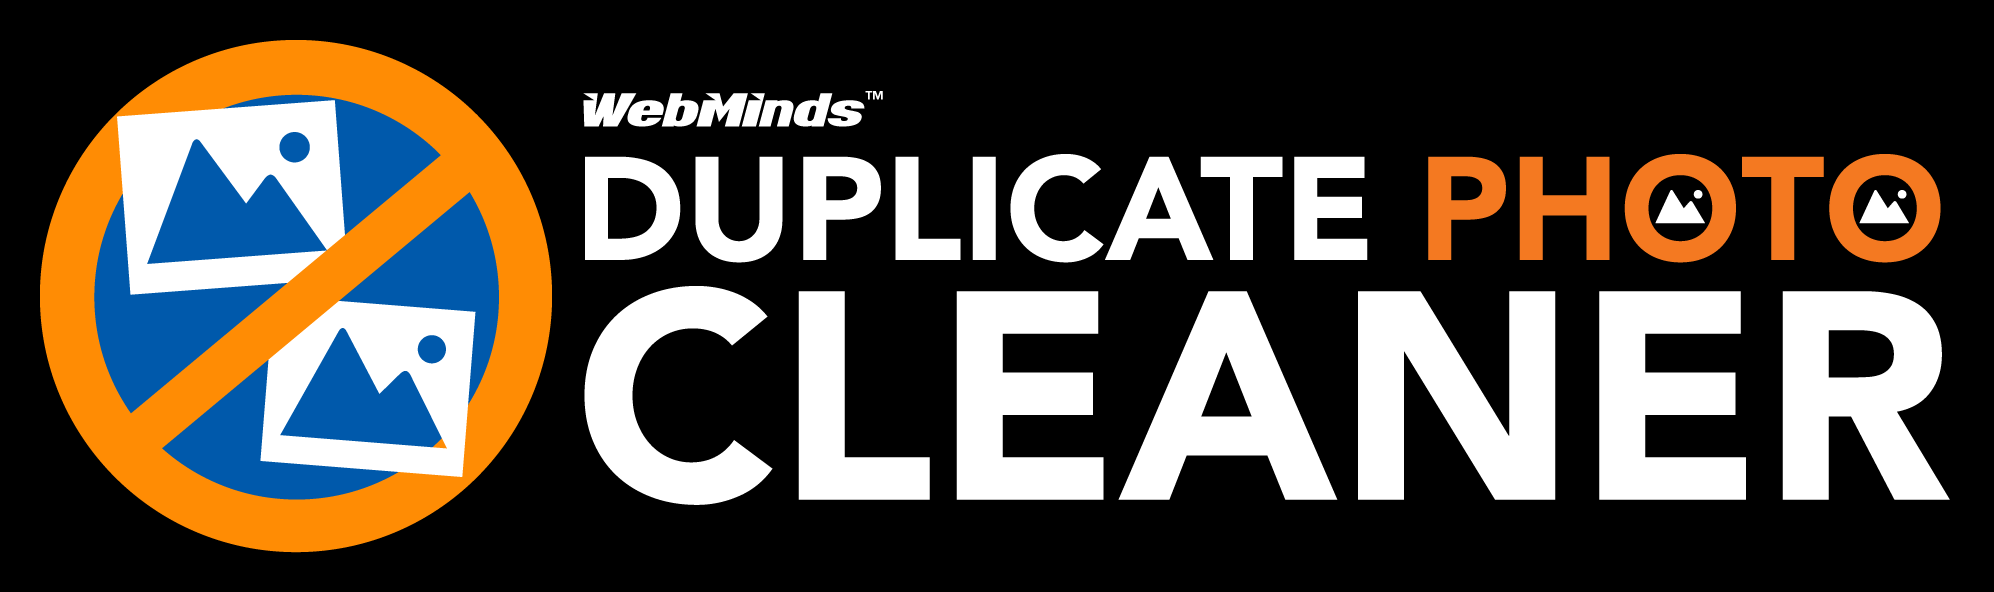 WebMinds™
DUPLICATE PHOTO
CLEANER